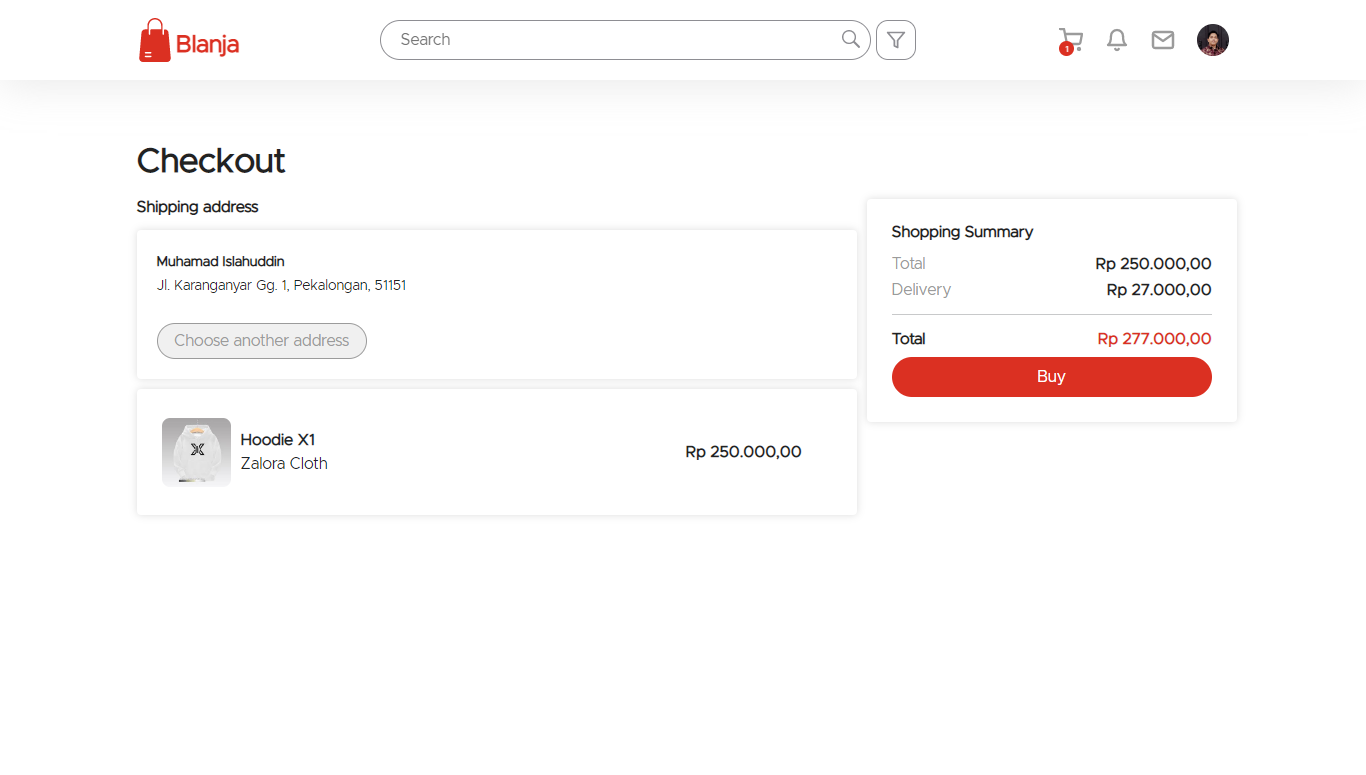 Blanja
Search
1
Checkout
Shipping address
Muhamad Islahuddin
Jl. Karanganyar Gg. 1, Pekalongan, 51151
Choose another address
Hoodie X1
Zalora Cloth
Rp 250.000,00
Shopping Summary
Total Rp 250.000,00
Delivery Rp 27.000,00
Total Rp 277.000,00
Buy